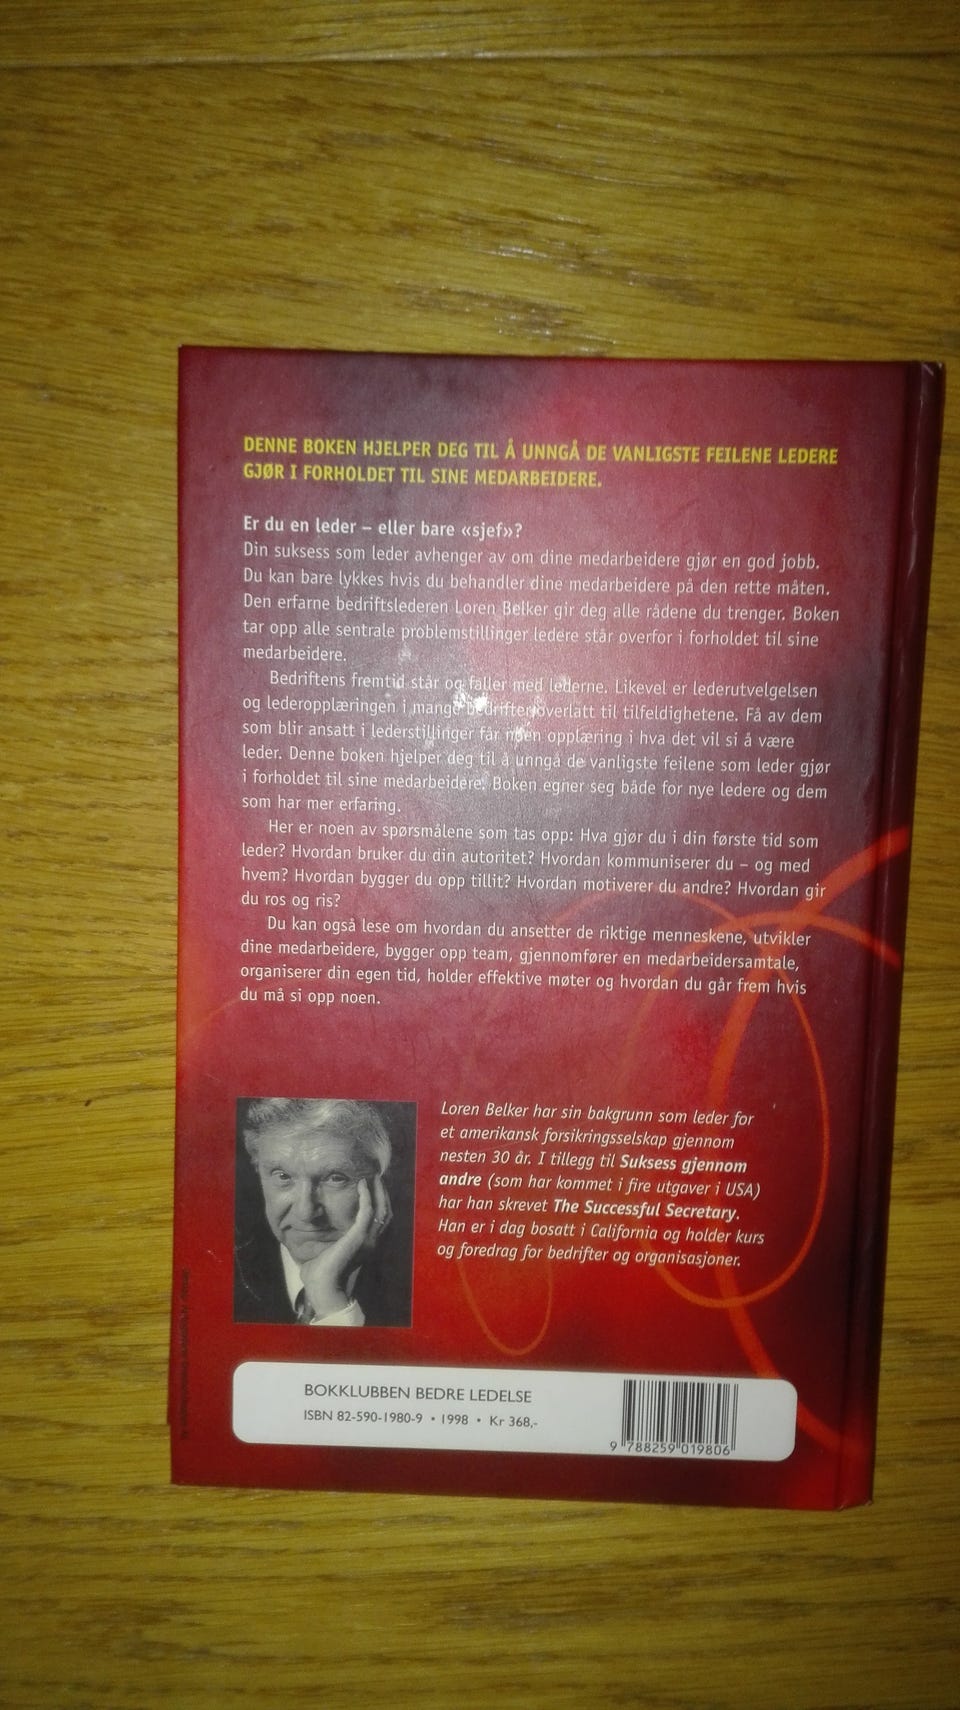 DENNE BOKEN HJELPER DEG TIL Å UNNGÅ DE VANLIGSTE FEILENE LEDERE
GJØR I FORHOLDET TIL SINE MEDARBEIDERE.
Er du en leder – eller bare «sjef»?
Din suksess som leder avhenger av om dine medarbeidere gjør en god jobb.
Du kan bare lykkes hvis du behandler dine medarbeidere på den rette måten.
Den erfarne bedriftslederen Loren Belker gir deg alle rådene du trenger. Boken
tar opp alle sentrale problemstillinger ledere står overfor i forholdet til sine
medarbeidere.
Bedriftens fremtid står og faller med lederne. Likevel er lederutvelgelsen
og lederopplæringen i mange bedrifter overlatt til tilfeldighetene. Få av dem
som blir ansatt i lederstillinger får noen opplæring i hva det vil si å være
leder. Denne boken hjelper deg til å unngå de vanligste feilene som leder gjør
i forholdet til sine medarbeidere. Boken egner seg både for nye ledere og dem
som har mer erfaring.
Her er noen av spørsmålene som tas opp: Hva gjør du i din første tid som
leder? Hvordan bruker du din autoritet? Hvordan kommuniserer du – og med
hvem? Hvordan bygger du opp tillit? Hvordan motiverer du andre? Hvordan gir
du ros og ris?
Du kan også lese om hvordan du ansetter de riktige menneskene, utvikler
dine medarbeidere, bygger opp team, gjennomfører en medarbeidersamtale,
organiserer din egen tid, holder effektive møter og hvordan du går frem hvis
du må si opp noen.
Loren Belker har sin bakgrunn som leder for
et amerikansk forsikringsselskap gjennom
nesten 30 år. I tillegg til Suksess gjennom
andre (som har kommet i fire utgaver i USA)
har han skrevet The Successful Secretary.
Han er i dag bosatt i California og holder kurs
og foredrag for bedrifter og organisasjoner.
BOKKLUBBEN BEDRE LEDELSE
ISBN 82-590-1980-9 • 1998 • Kr 368,-
9 788259 019806